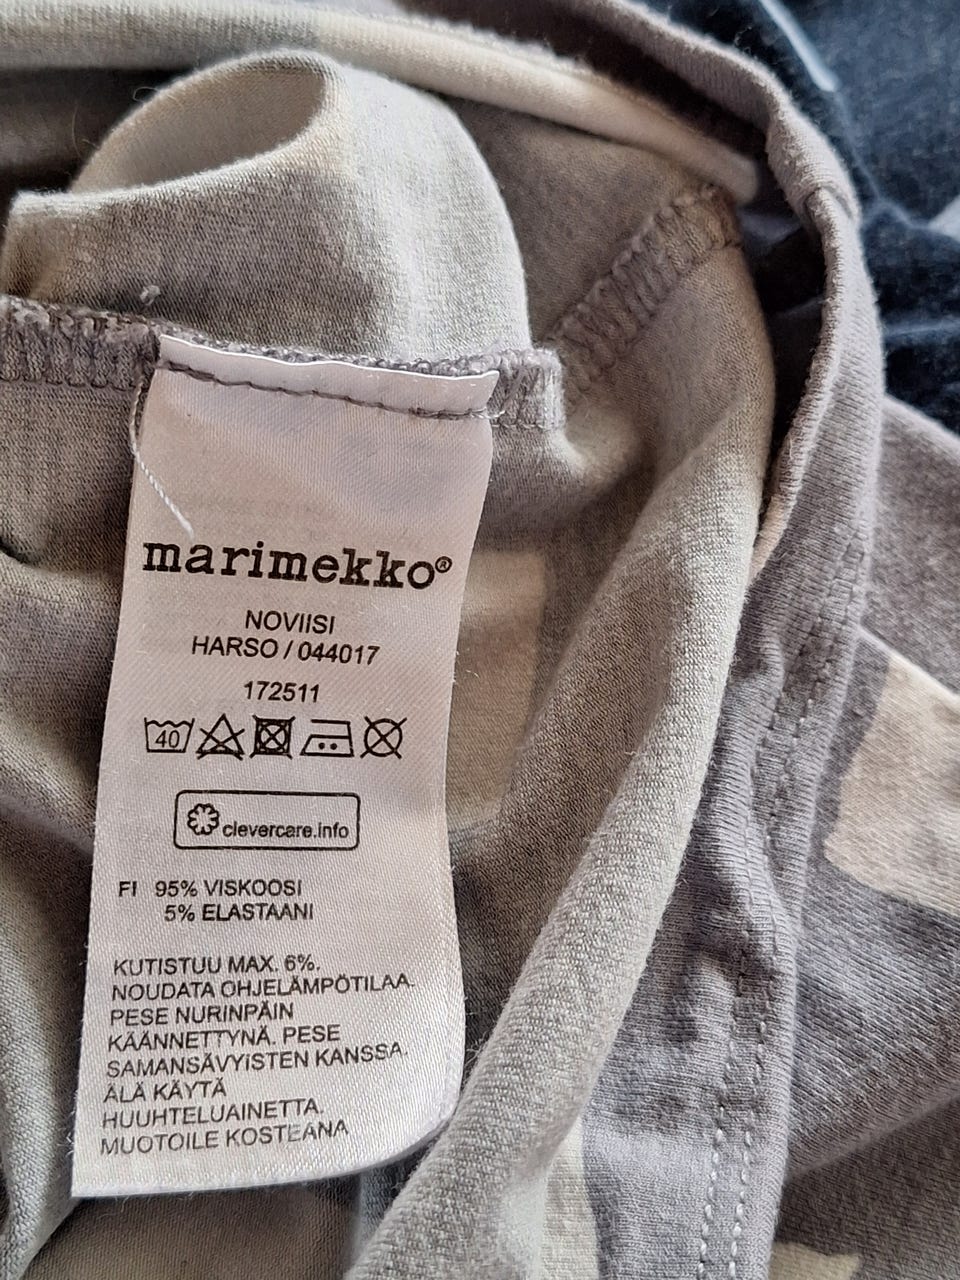 marimekko®
NOVIISI
HARSO / 044017
172511
40
clevercare.info
FI 95% VISKOOSI
5% ELASTAANI
KUTISTUU MAX. 6%.
NOUDATA OHJELÄMPÖTILAA.
PESE NURINPÄIN
KÄÄNNETTYNÄ. PESE
SAMANSÄVYISTEN KANSSA.
ÄLÄ KÄYTÄ
HUUHTELUAINETTA.
MUOTOILE KOSTEANA